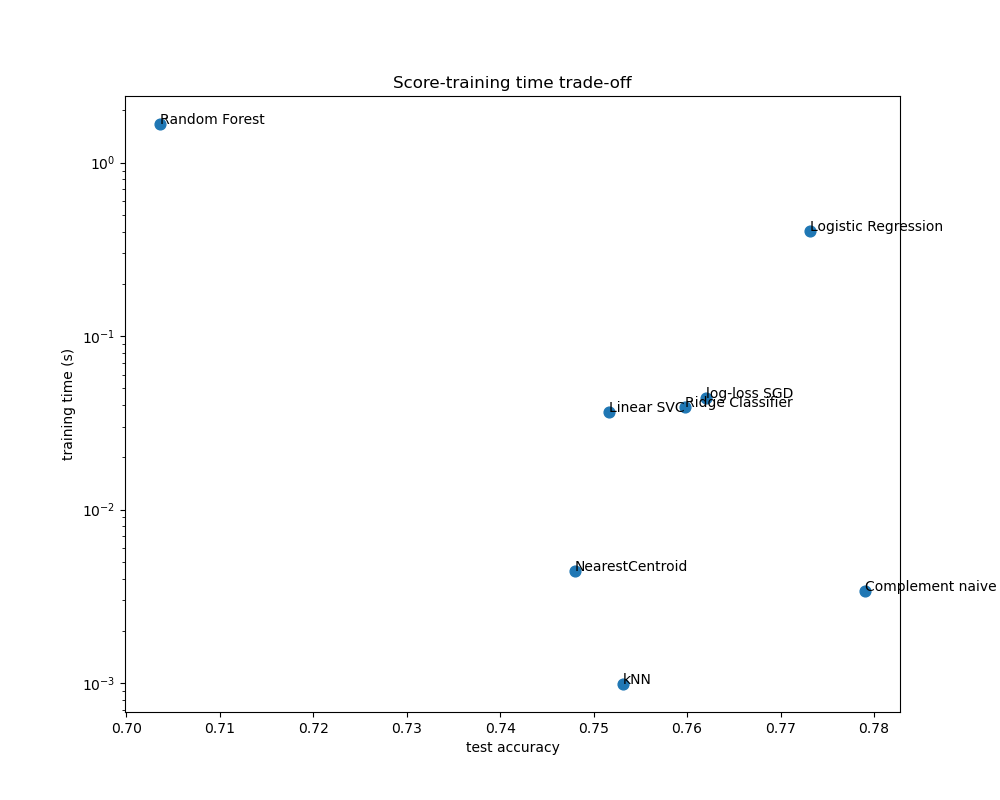 Score-training time trade-off
Random Forest
Logistic Regression
log-loss SGD
Ridge Classifier
Linear SVC
NearestCentroid
Complement naive
kNN
10⁰
10⁻¹
10⁻²
10⁻³
training time (s)
0.70 0.71 0.72 0.73 0.74 0.75 0.76 0.77 0.78
test accuracy